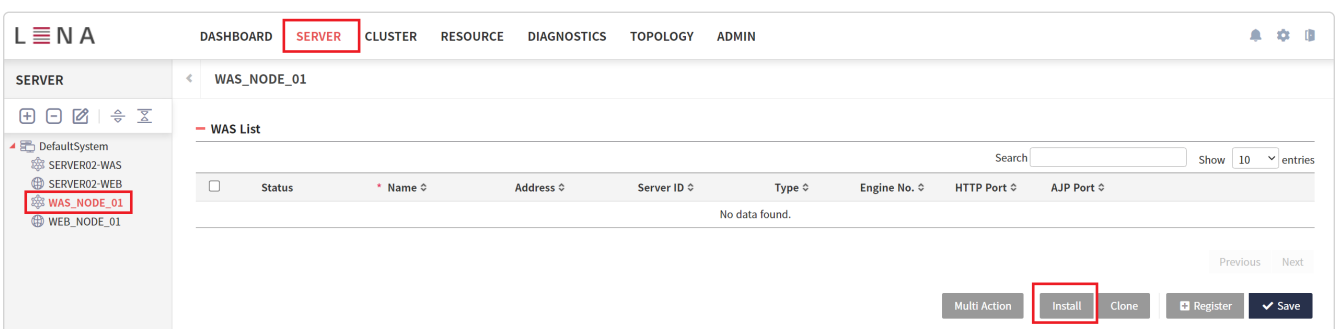 LENA
DASHBOARD SERVER CLUSTER RESOURCE DIAGNOSTICS TOPOLOGY ADMIN
SERVER
WAS_NODE_01
DefaultSystem
SERVER02-WAS
SERVER02-WEB
WAS_NODE_01
WEB_NODE_01
WAS List
Search Show 10 entries
Status * Name Address Server ID Type Engine No. HTTP Port AJP Port
No data found.
Previous Next
Multi Action Install Clone Register Save